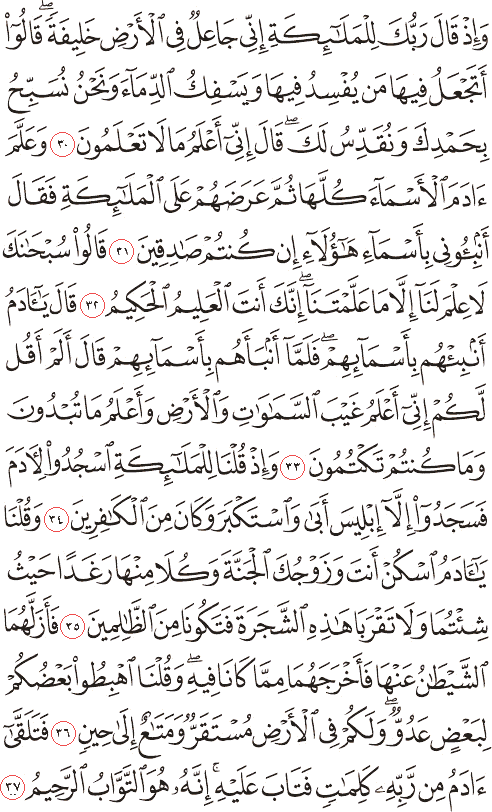 وَإِذْ قَالَ رَبُّكَ لِلْمَلَٰٓئِكَةِ إِنِّي جَاعِلٌ فِي ٱلْأَرْضِ خَلِيفَةًۖ قَالُوٓا۟
أَتَجْعَلُ فِيهَا مَن يُفْسِدُ فِيهَا وَيَسْفِكُ ٱلدِّمَآءَ وَنَحْنُ نُسَبِّحُ
بِحَمْدِكَ وَنُقَدِّسُ لَكَۖ قَالَ إِنِّيٓ أَعْلَمُ مَا لَا تَعْلَمُونَ ٣٠ وَعَلَّمَ
ءَادَمَ ٱلْأَسْمَآءَ كُلَّهَا ثُمَّ عَرَضَهُمْ عَلَى ٱلْمَلَٰٓئِكَةِ فَقَالَ
أَنۢبِـُٔونِي بِأَسْمَآءِ هَٰٓؤُلَآءِ إِن كُنتُمْ صَٰدِقِينَ ٣١ قَالُوا۟ سُبْحَٰنَكَ
لَا عِلْمَ لَنَآ إِلَّا مَا عَلَّمْتَنَآۖ إِنَّكَ أَنتَ ٱلْعَلِيمُ ٱلْحَكِيمُ ٣٢ قَالَ يَٰٓـَٔادَمُ
أَنۢبِئْهُم بِأَسْمَآئِهِمْۖ فَلَمَّآ أَنۢبَأَهُم بِأَسْمَآئِهِمْ قَالَ أَلَمْ أَقُل
لَّكُمْ إِنِّيٓ أَعْلَمُ غَيْبَ ٱلسَّمَٰوَٰتِ وَٱلْأَرْضِ وَأَعْلَمُ مَا تُبْدُونَ
وَمَا كُنتُمْ تَكْتُمُونَ ٣٣ وَإِذْ قُلْنَا لِلْمَلَٰٓئِكَةِ ٱسْجُدُوا۟ لِـَٔادَمَ
فَسَجَدُوٓا۟ إِلَّآ إِبْلِيسَ أَبَىٰ وَٱسْتَكْبَرَ وَكَانَ مِنَ ٱلْكَٰفِرِينَ ٣٤ وَقُلْنَا
يَٰٓـَٔادَمُ ٱسْكُنْ أَنتَ وَزَوْجُكَ ٱلْجَنَّةَ وَكُلَا مِنْهَا رَغَدًا حَيْثُ
شِئْتُمَا وَلَا تَقْرَبَا هَٰذِهِ ٱلشَّجَرَةَ فَتَكُونَا مِنَ ٱلظَّٰلِمِينَ ٣٥ فَأَزَلَّهُمَا
ٱلشَّيْطَٰنُ عَنْهَا فَأَخْرَجَهُمَا مِمَّا كَانَا فِيهِۖ وَقُلْنَا ٱهْبِطُوا۟ بَعْضُكُمْ
لِبَعْضٍ عَدُوٌّۖ وَلَكُمْ فِي ٱلْأَرْضِ مُسْتَقَرٌّ وَمَتَٰعٌ إِلَىٰ حِينٍ ٣٦ فَتَلَقَّىٰٓ
ءَادَمُ مِن رَّبِّهِۦ كَلِمَٰتٍ فَتَابَ عَلَيْهِۚ إِنَّهُۥ هُوَ ٱلتَّوَّابُ ٱلرَّحِيمُ ٣٧